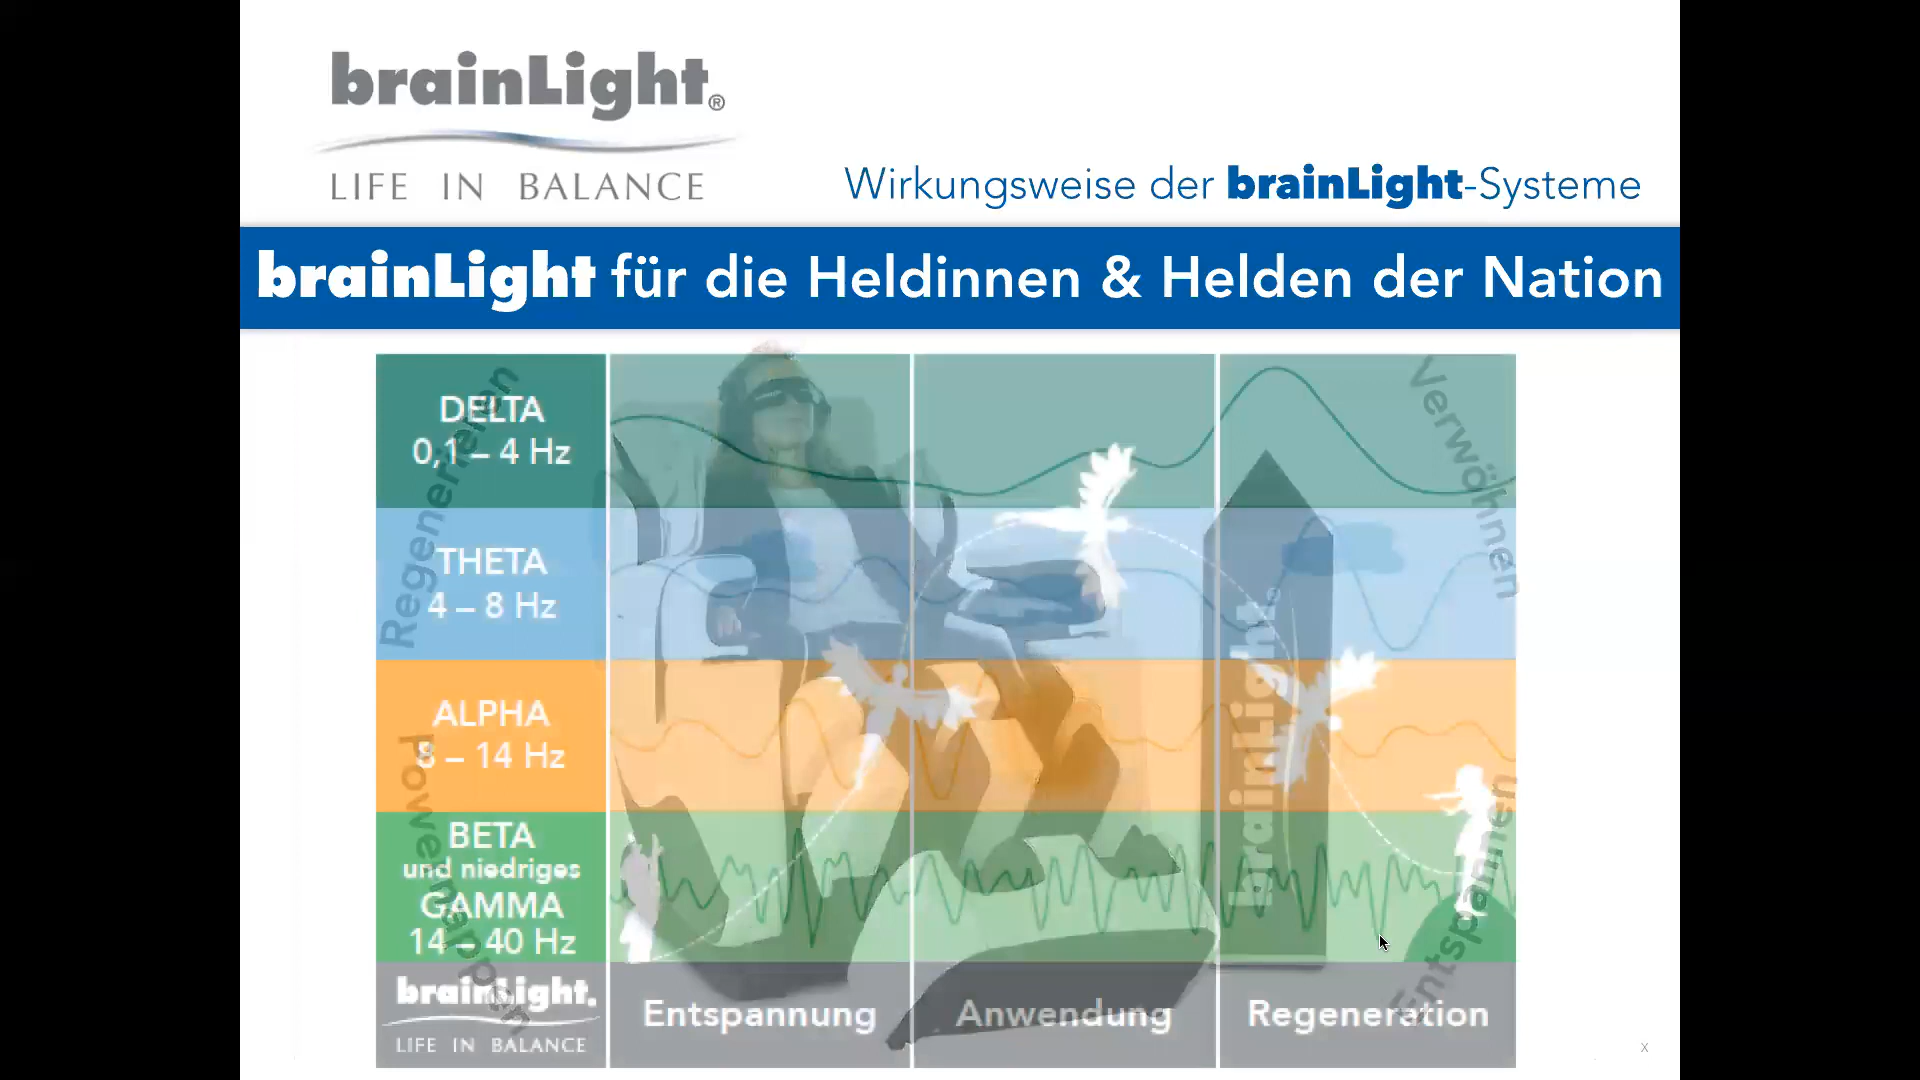 brainLight®
LIFE IN BALANCE
Wirkungsweise der brainLight-Systeme
brainLight für die Heldinnen & Helden der Nation
DELTA
0,1 – 4 Hz
THETA
4 – 8 Hz
ALPHA
8 – 14 Hz
BETA
und niedriges
GAMMA
14 – 40 Hz
brainLight.
LIFE IN BALANCE
Entspannung
Anwendung
Regeneration
Regenerieren
Verwöhnen
Powernappen
Entspannen
brainLight.
x